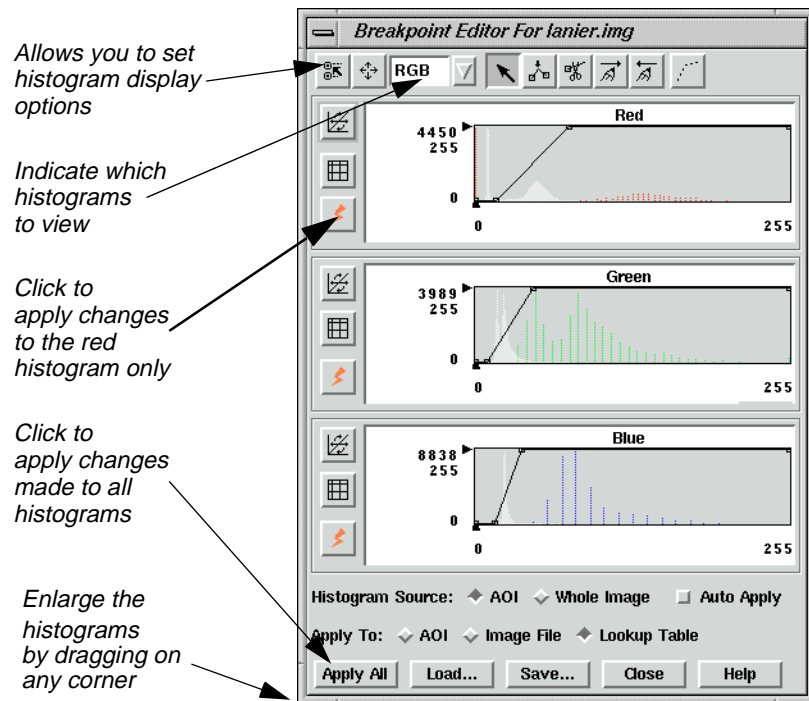 Breakpoint Editor For lanier.img
Allows you to set
histogram display
options
RGB
Indicate which
histograms
to view
Red
4450
255
0
0 255
Click to
apply changes
to the red
histogram only
Green
3989
255
0
0 255
Click to
apply changes
made to all
histograms
Blue
8838
255
0
0 255
Enlarge the
histograms
by dragging on
any corner
Histogram Source: AOI Whole Image Auto Apply
Apply To: AOI Image File Lookup Table
Apply All Load... Save... Close Help